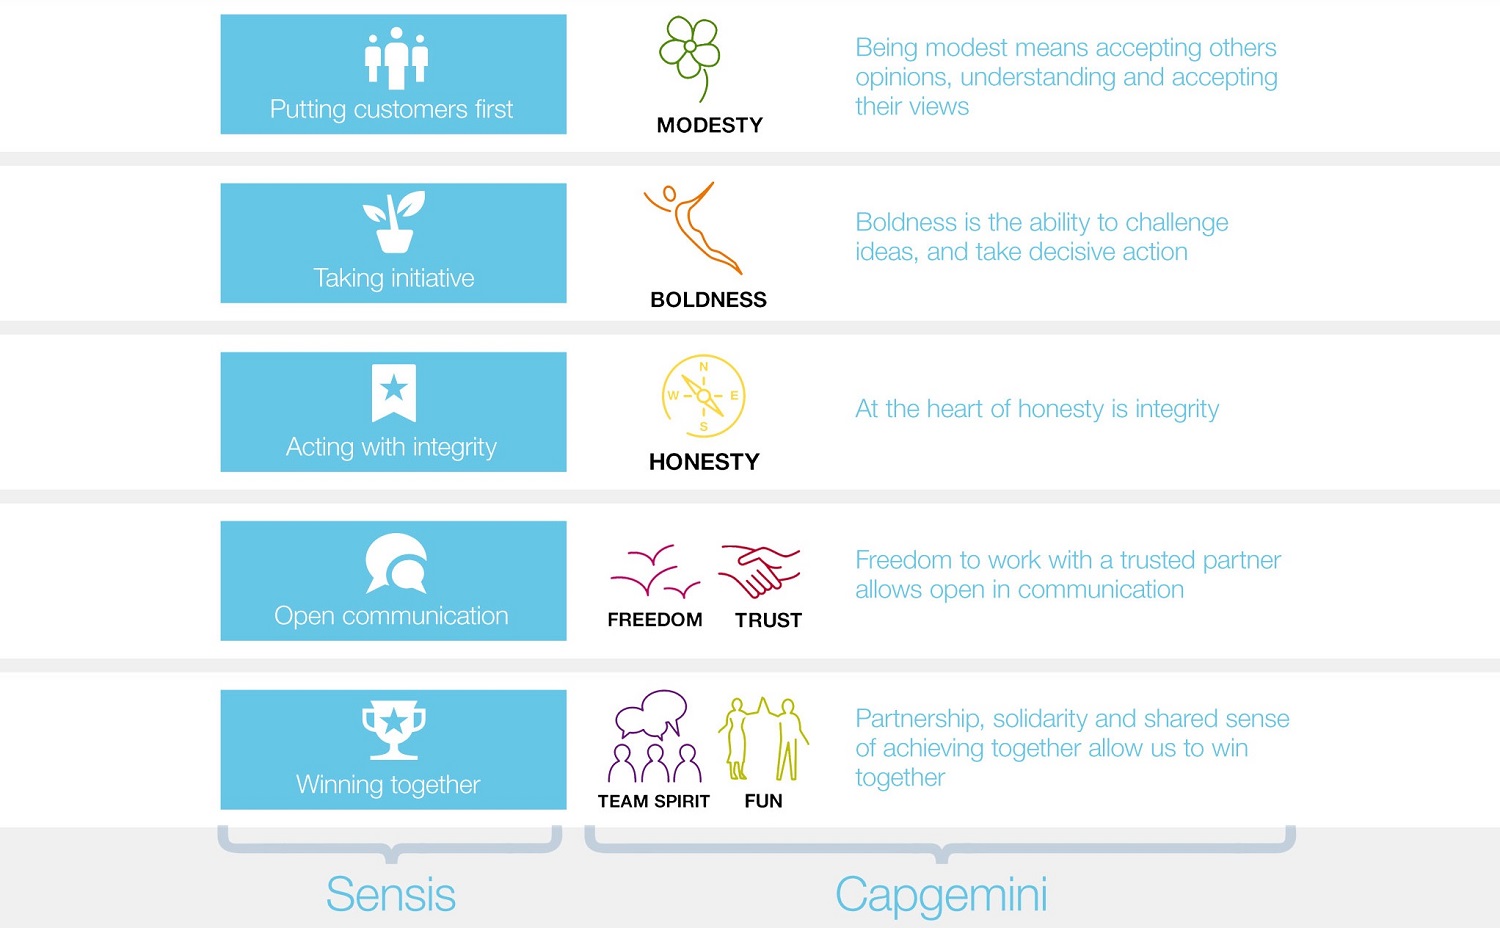 Putting customers first
MODESTY
Being modest means accepting others
opinions, understanding and accepting
their views
Taking initiative
BOLDNESS
Boldness is the ability to challenge
ideas, and take decisive action
Acting with integrity
N
W E
S
HONESTY
At the heart of honesty is integrity
Open communication
FREEDOM TRUST
Freedom to work with a trusted partner
allows open in communication
Winning together
TEAM SPIRIT FUN
Partnership, solidarity and shared sense
of achieving together allow us to win
together
Sensis
Capgemini